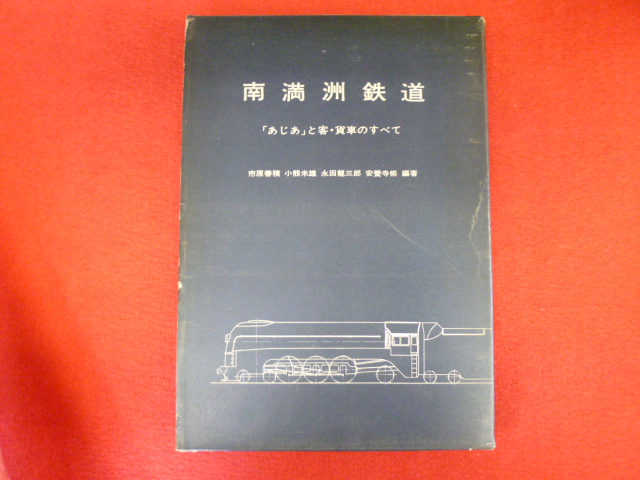 南満洲鉄道
「あじあ」と客・貨車のすべて
市原善積 小熊米雄 永田龍三郎 安養寺脩 編著